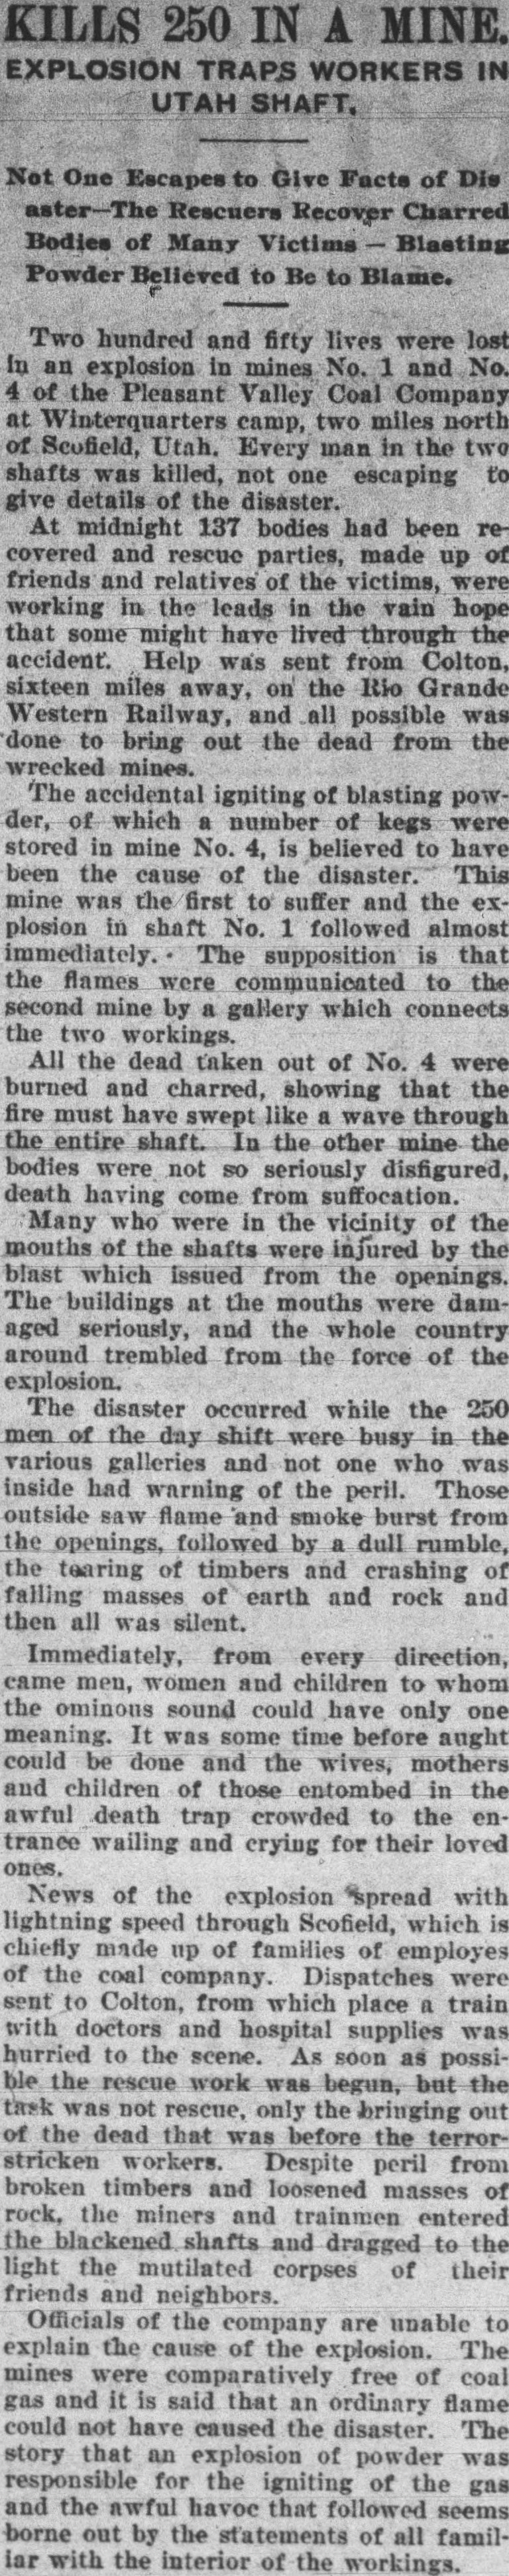 KILLS 250 IN A MINE.
EXPLOSION TRAPS WORKERS IN
UTAH SHAFT.
Not One Escapes to Give Facts of Dis
aster—The Rescuers Recover Charred
Bodies of Many Victims — Blasting
Powder Believed to Be to Blame.
Two hundred and fifty lives were lost
in an explosion in mines No. 1 and No.
4 of the Pleasant Valley Coal Company
at Winterquarters camp, two miles north
of Scofield, Utah. Every man in the two
shafts was killed, not one escaping to
give details of the disaster.
At midnight 137 bodies had been re-
covered and rescue parties, made up of
friends and relatives of the victims, were
working in the leads in the vain hope
that some might have lived through the
accident. Help was sent from Colton,
sixteen miles away, on the Rio Grande
Western Railway, and all possible was
done to bring out the dead from the
wrecked mines.
The accidental igniting of blasting pow-
der, of which a number of kegs were
stored in mine No. 4, is believed to have
been the cause of the disaster. This
mine was the first to suffer and the ex-
plosion in shaft No. 1 followed almost
immediately. The supposition is that
the flames were communicated to the
second mine by a gallery which connects
the two workings.
All the dead taken out of No. 4 were
burned and charred, showing that the
fire must have swept like a wave through
the entire shaft. In the other mine the
bodies were not so seriously disfigured,
death having come from suffocation.
Many who were in the vicinity of the
mouths of the shafts were injured by the
blast which issued from the openings.
The buildings at the mouths were dam-
aged seriously, and the whole country
around trembled from the force of the
explosion.
The disaster occurred while the 250
men of the day shift were busy in the
various galleries and not one who was
inside had warning of the peril. Those
outside saw flame and smoke burst from
the openings, followed by a dull rumble,
the tearing of timbers and crashing of
falling masses of earth and rock and
then all was silent.
Immediately, from every direction,
came men, women and children to whom
the ominous sound could have only one
meaning. It was some time before aught
could be done and the wives, mothers
and children of those entombed in the
awful death trap crowded to the en-
trance wailing and crying for their loved
ones.
News of the explosion spread with
lightning speed through Scofield, which is
chiefly made up of families of employes
of the coal company. Dispatches were
sent to Colton, from which place a train
with doctors and hospital supplies was
hurried to the scene. As soon as possi-
ble the rescue work was begun, but the
task was not rescue, only the bringing out
of the dead that was before the terror-
stricken workers. Despite peril from
broken timbers and loosened masses of
rock, the miners and trainmen entered
the blackened shafts and dragged to the
light the mutilated corpses of their
friends and neighbors.
Officials of the company are unable to
explain the cause of the explosion. The
mines were comparatively free of coal
gas and it is said that an ordinary flame
could not have caused the disaster. The
story that an explosion of powder was
responsible for the igniting of the gas
and the awful havoc that followed seems
borne out by the statements of all famil-
iar with the interior of the workings.